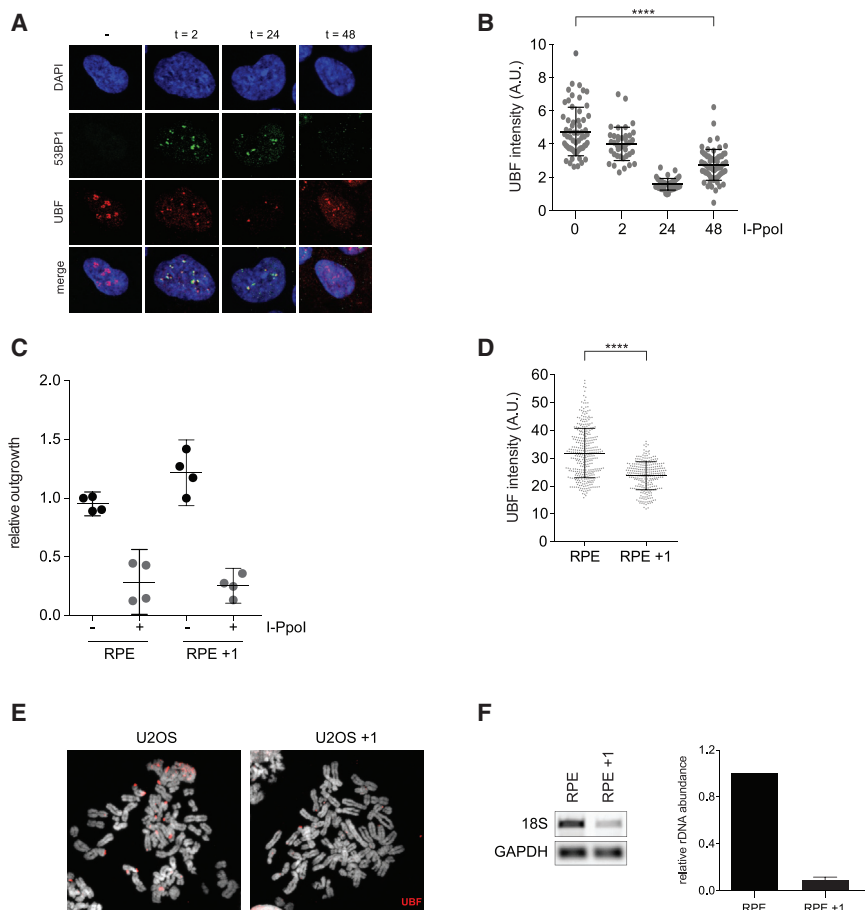 A
- t = 2 t = 24 t = 48
DAPI
53BP1
UBF
merge
B
****
UBF intensity (A.U.)
10
8
6
4
2
0
0 2 24 48 I-PpoI
C
relative outgrowth
2.0
1.5
1.0
0.5
0.0
- + - + I-PpoI
RPE RPE +1
D
****
UBF intensity (A.U.)
60
50
40
30
20
10
0
RPE RPE +1
E
U2OS U2OS +1
UBF
F
RPE RPE +1
18S
GAPDH
relative rDNA abundance
1.2
0.8
0.4
0.0
RPE RPE +1